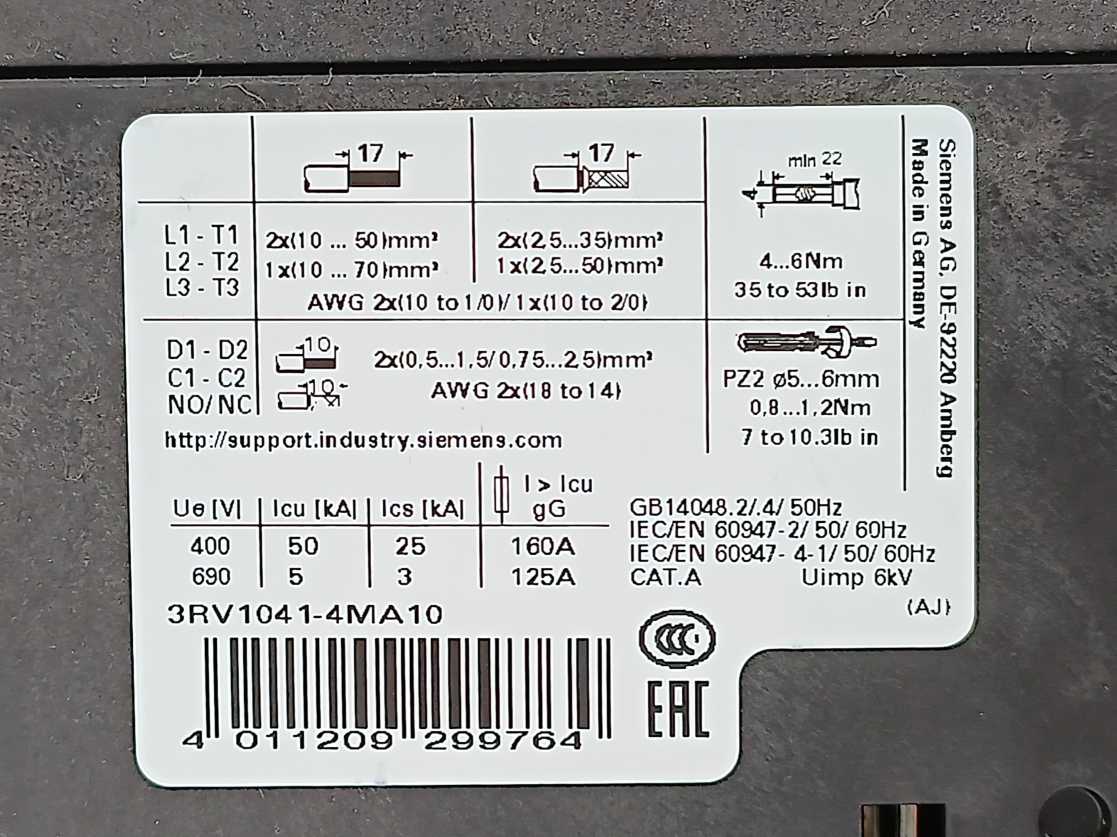 17
17
min 22
4
L1 - T1 2x(10 ... 50)mm² 2x(2,5...35)mm²
L2 - T2 1x(10 ... 70)mm² 1x(2,5...50)mm² 4...6Nm
L3 - T3 AWG 2x(10 to 1/0)/ 1x(10 to 2/0) 35 to 53lb in
D1 - D2 10 2x(0,5...1,5/0,75...2,5)mm²
C1 - C2 10 AWG 2x(18 to 14) PZ2 ø5...6mm
NO/ NC 0,8...1,2Nm
http://support.industry.siemens.com 7 to 10.3lb in
Siemens AG, DE-92220 Amberg
Made in Germany
I > Icu
Ue [V] Icu [kA] Ics [kA] gG
400 50 25 160A
690 5 3 125A
GB14048.2/.4/ 50Hz
IEC/EN 60947-2/ 50/ 60Hz
IEC/EN 60947- 4-1/ 50/ 60Hz
CAT.A Uimp 6kV
(AJ)
3RV1041-4MA10
CCC
EAC
4 011209 299764